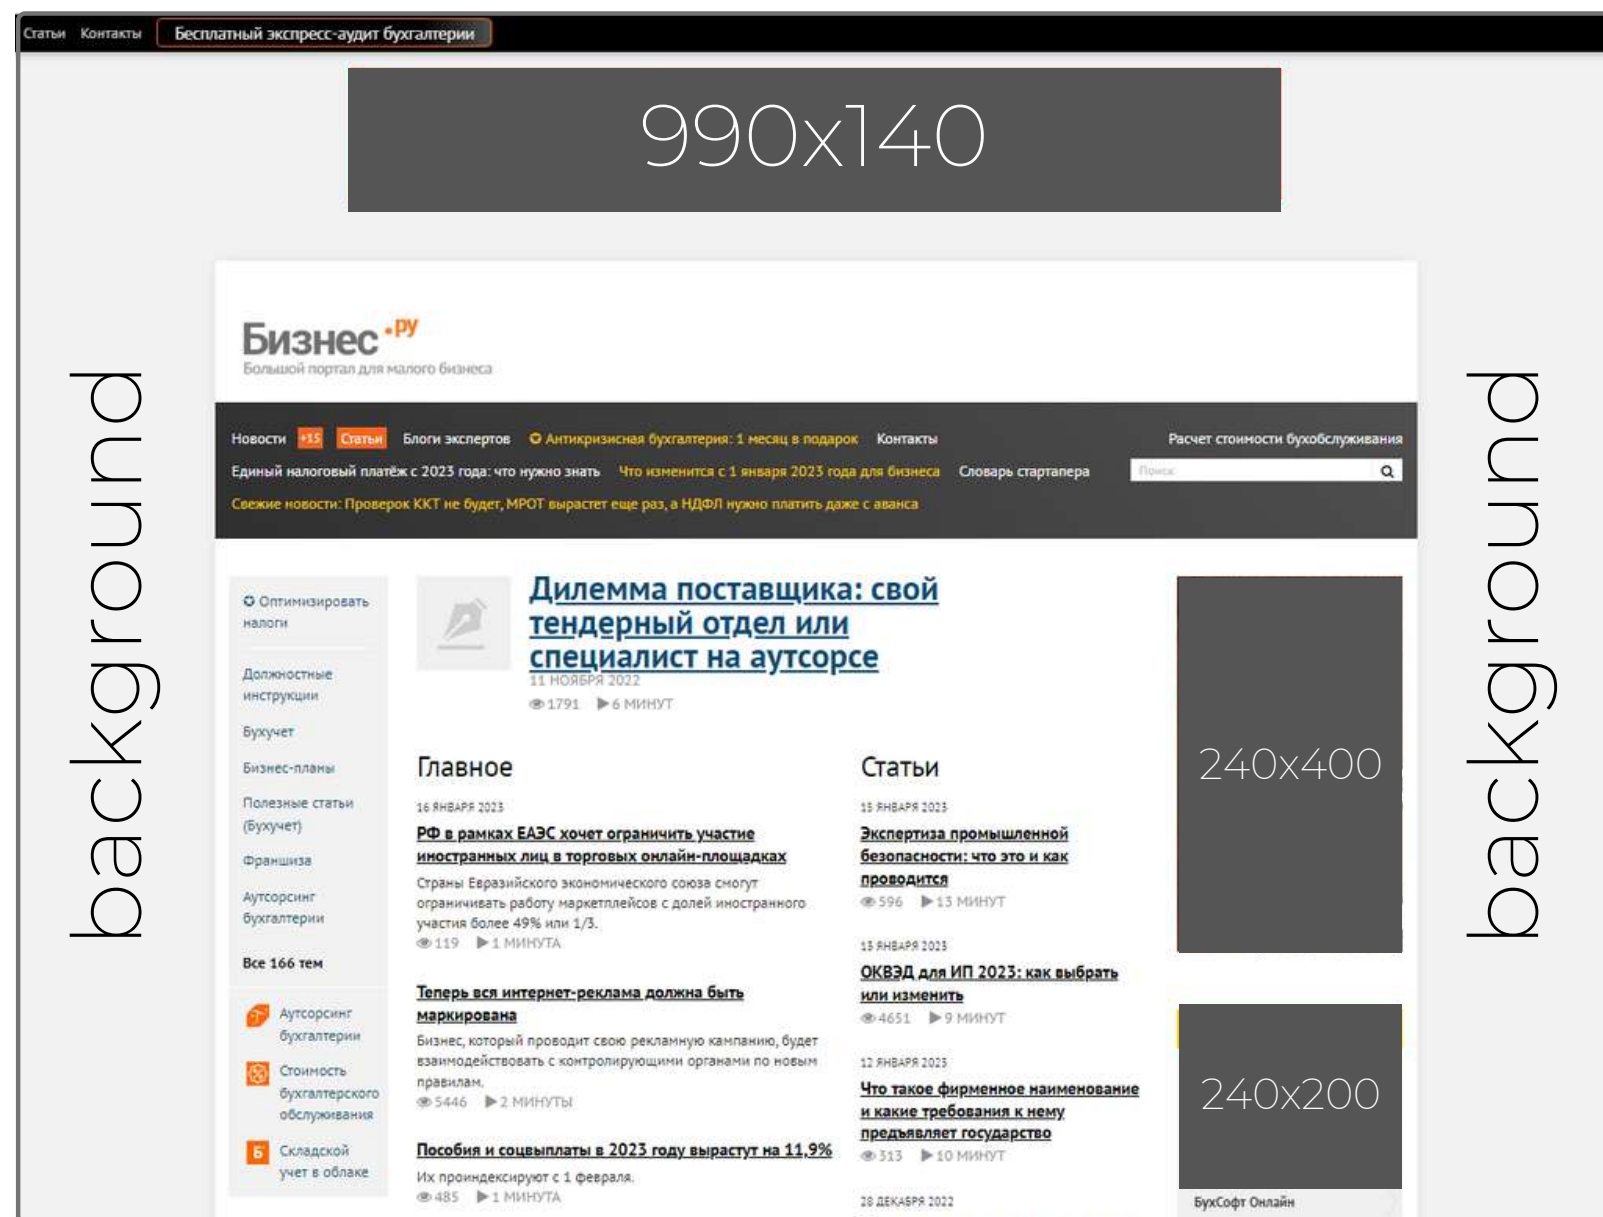 Статьи Контакты Бесплатный экспресс-аудит бухгалтерии
990x140
Бизнес.ру
Большой портал для малого бизнеса
background
background
Новости +15 Статьи Блоги экспертов Антикризисная бухгалтерия: 1 месяц в подарок Контакты Расчет стоимости бухобслуживания
Единый налоговый платёж с 2023 года: что нужно знать Что изменится с 1 января 2023 года для бизнеса Словарь стартапера Поиск
Свежие новости: Проверок ККТ не будет, МРОТ вырастет еще раз, а НДФЛ нужно платить даже с аванса
Оптимизировать
налоги
Должностные
инструкции
Бухучет
Бизнес-планы
Полезные статьи
(Бухучет)
Франшиза
Аутсорсинг
бухгалтерии
Все 166 тем
Аутсорсинг
бухгалтерии
Стоимость
бухгалтерского
обслуживания
Б Складской
учет в облаке
Дилемма поставщика: свой
тендерный отдел или
специалист на аутсорсе
11 НОЯБРЯ 2022
1791 6 МИНУТ
Главное
16 ЯНВАРЯ 2023
РФ в рамках ЕАЭС хочет ограничить участие
иностранных лиц в торговых онлайн-площадках
Страны Евразийского экономического союза смогут
ограничивать работу маркетплейсов с долей иностранного
участия более 49% или 1/3.
119 1 МИНУТА
Теперь вся интернет-реклама должна быть
маркирована
Бизнес, который проводит свою рекламную кампанию, будет
взаимодействовать с контролирующими органами по новым
правилам.
5446 2 МИНУТЫ
Пособия и соцвыплаты в 2023 году вырастут на 11,9%
Их проиндексируют с 1 февраля.
485 1 МИНУТА
Статьи
15 ЯНВАРЯ 2023
Экспертиза промышленной
безопасности: что это и как
проводится
596 13 МИНУТ
13 ЯНВАРЯ 2023
ОКВЭД для ИП 2023: как выбрать
или изменить
4651 9 МИНУТ
12 ЯНВАРЯ 2023
Что такое фирменное наименование
и какие требования к нему
предъявляет государство
313 10 МИНУТ
28 ДЕКАБРЯ 2022
240x400
240x200
БухСофт Онлайн